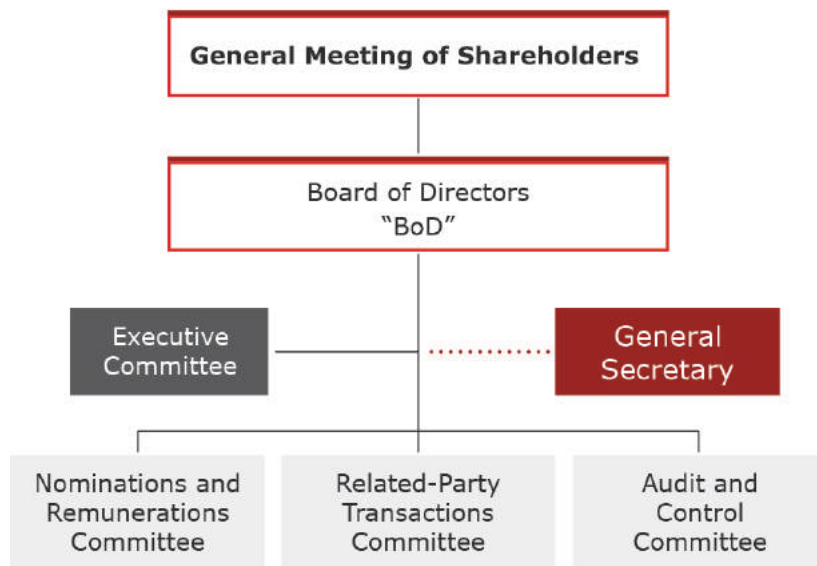 General Meeting of Shareholders
Board of Directors
“BoD”
Executive
Committee
General
Secretary
Nominations and
Remunerations
Committee
Related-Party
Transactions
Committee
Audit and
Control
Committee